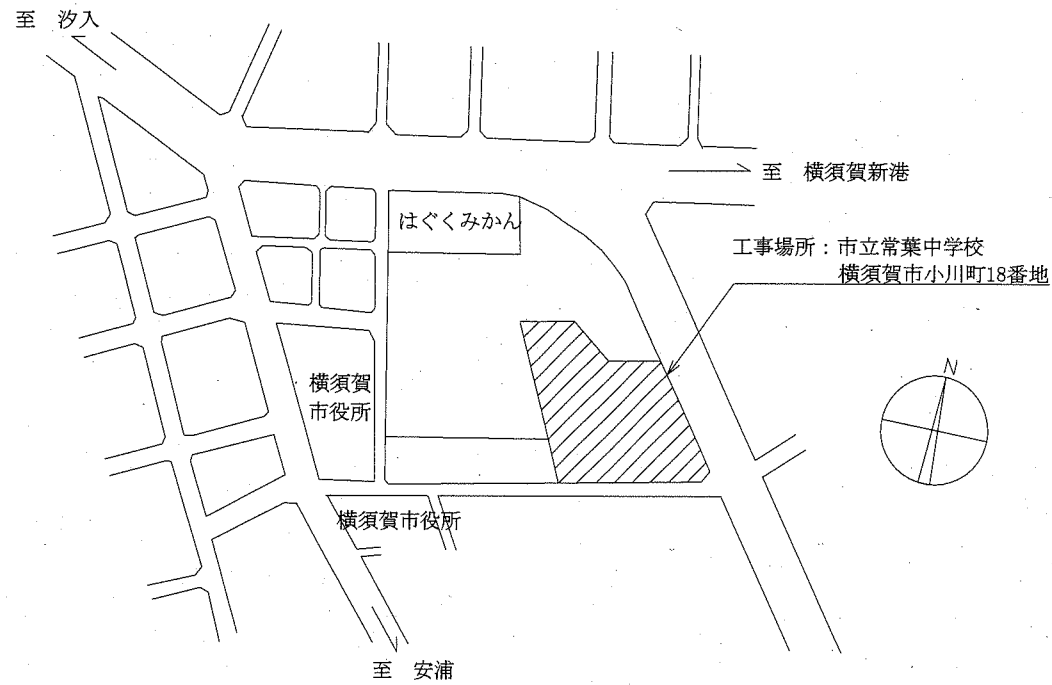 至　汐入
至　横須賀新港
はぐくみかん
工事場所：市立常葉中学校
横須賀市小川町18番地
横須賀
市役所
N
横須賀市役所
至　安浦